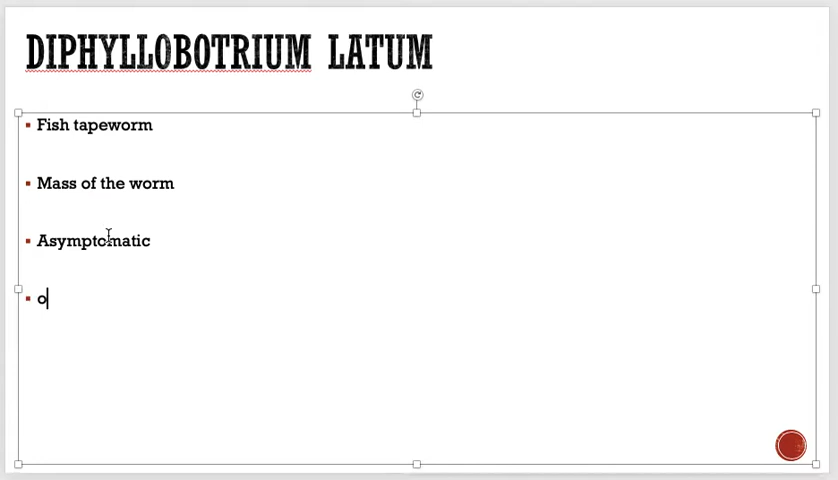 DIPHYLLOBOTRIUM LATUM
▪ Fish tapeworm
▪ Mass of the worm
▪ Asymptomatic
▪ o